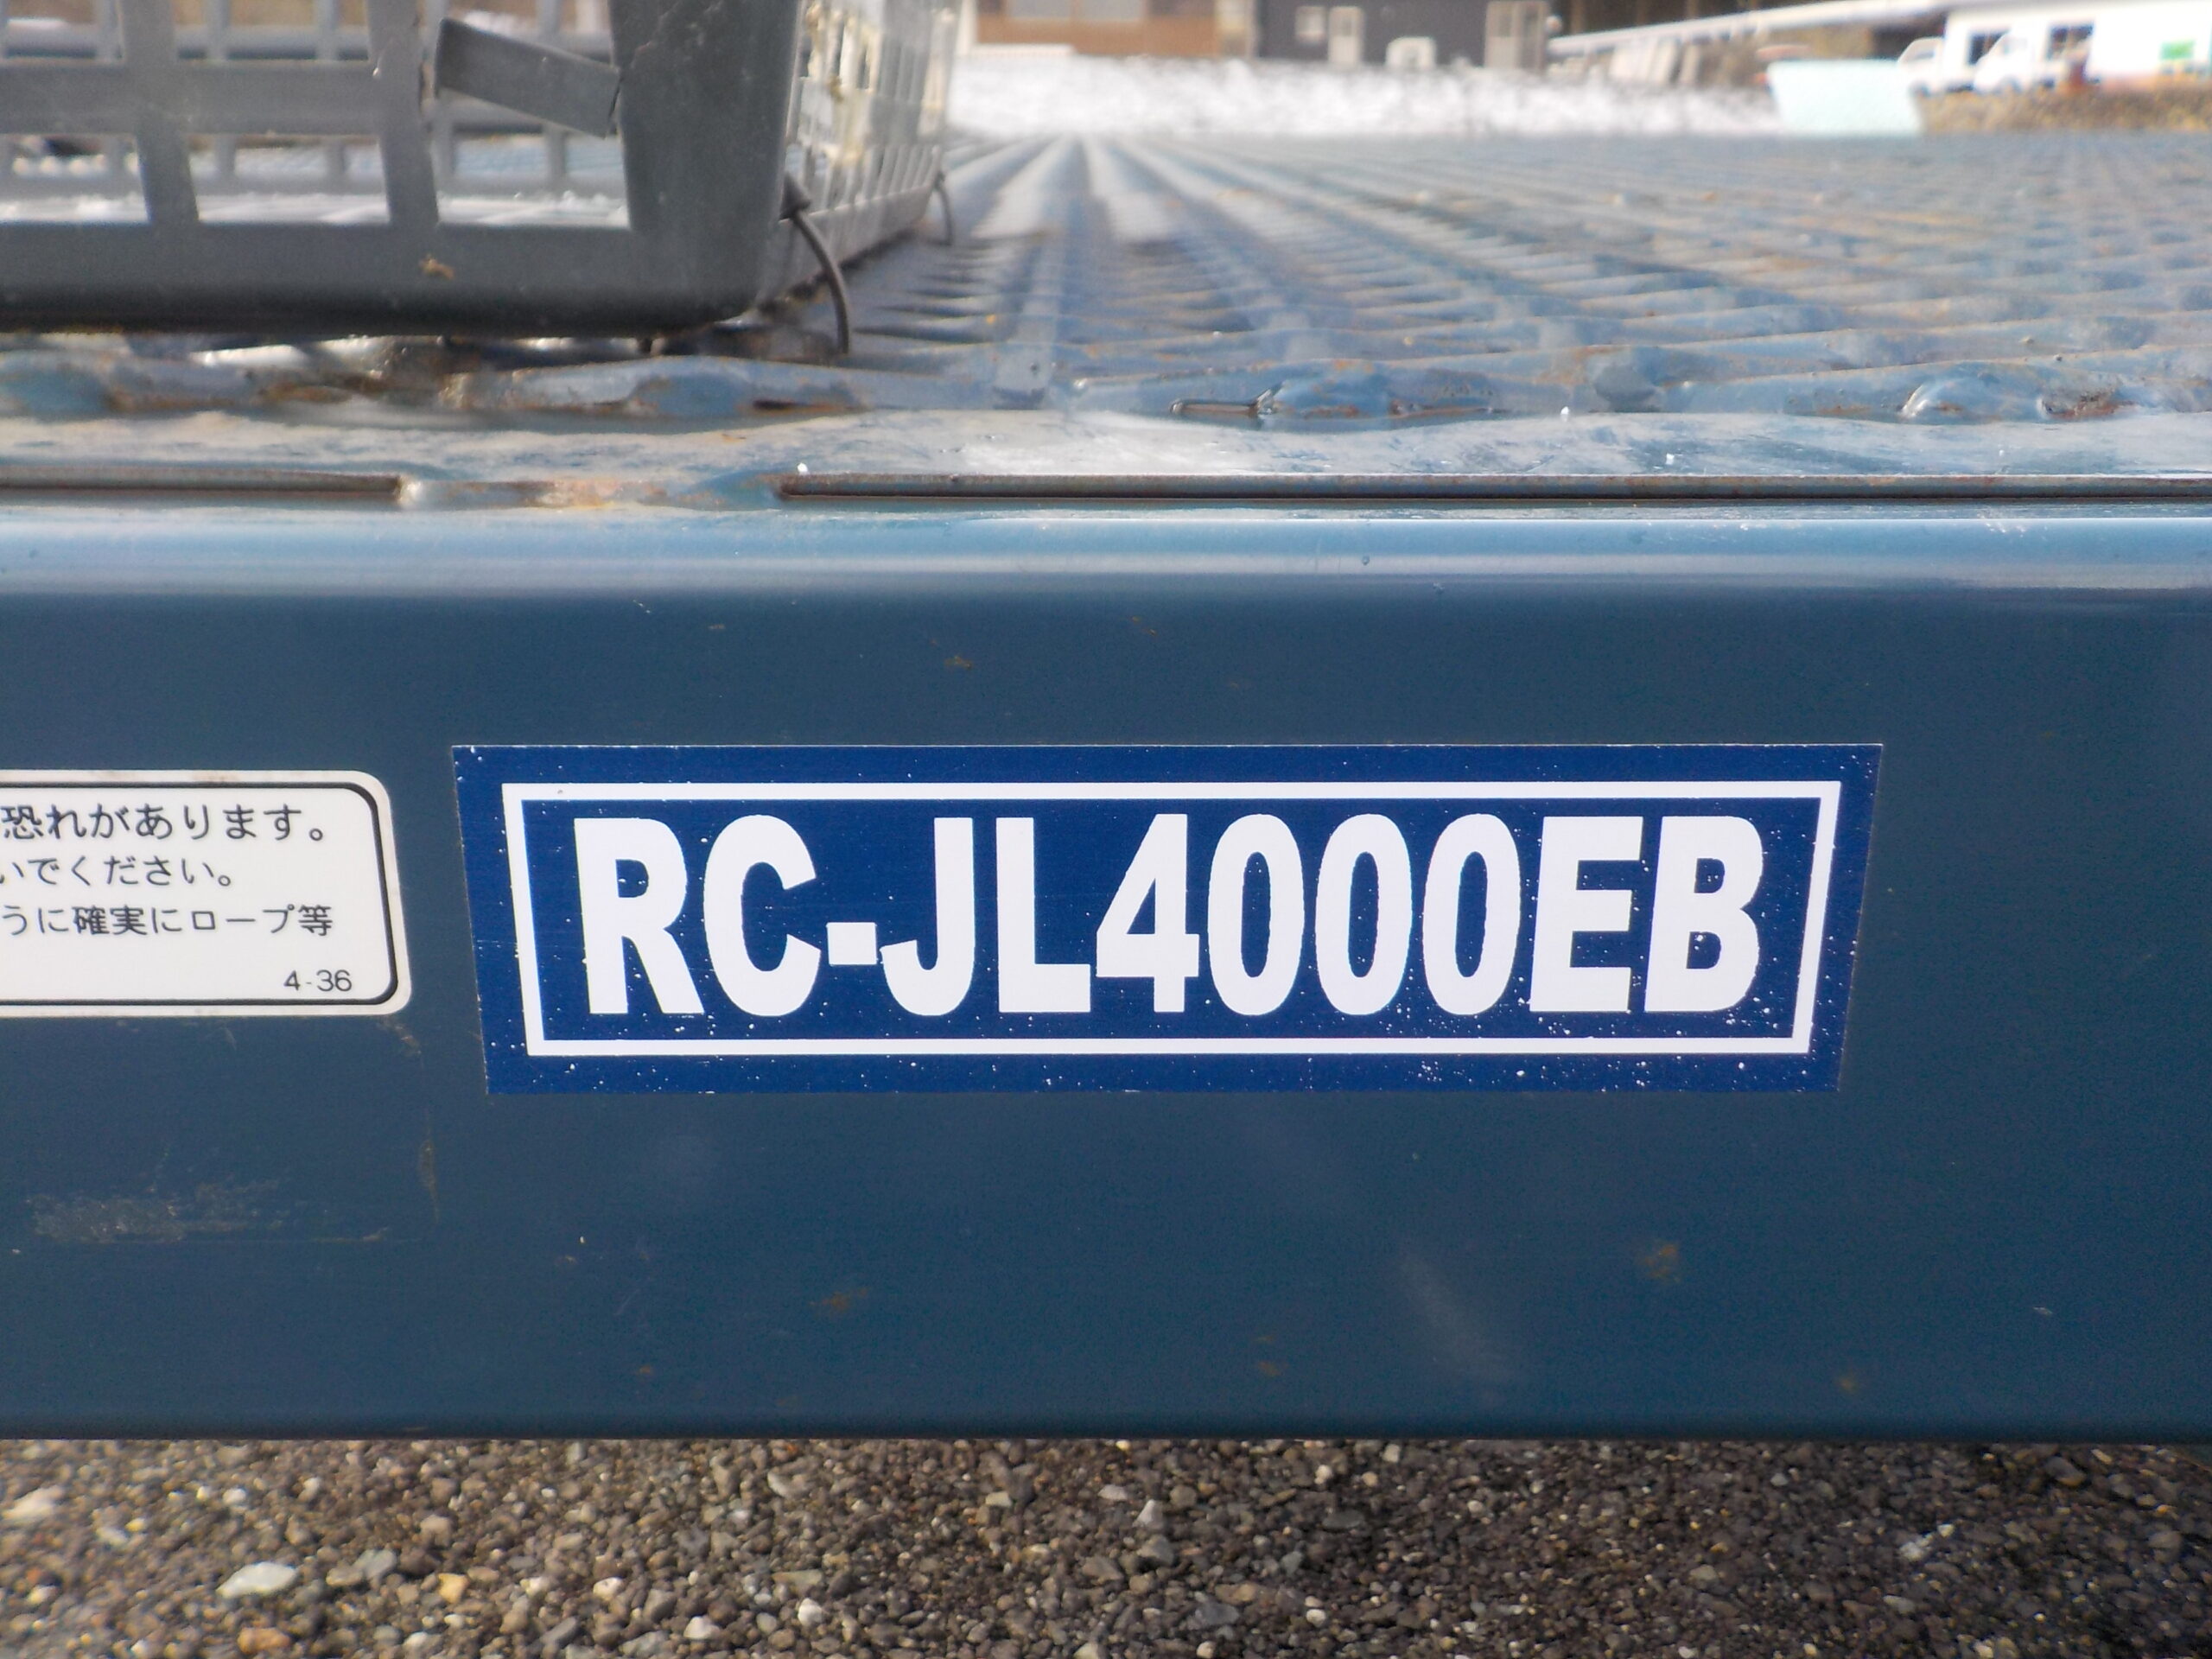 恐れがあります。
いでください。
うに確実にロープ等
4-36
RC-JL4000EB